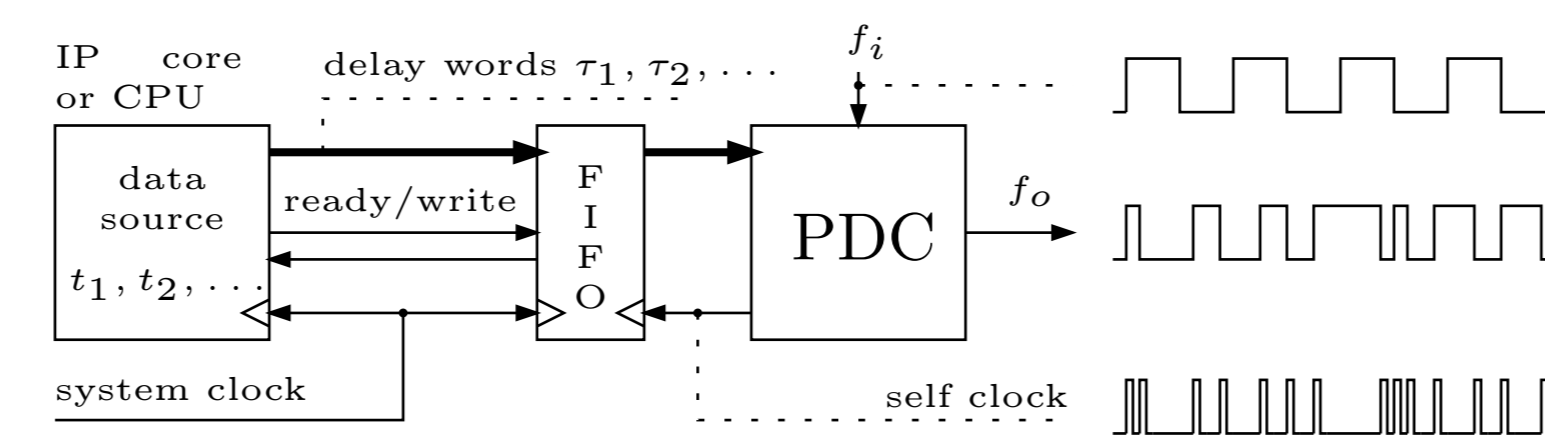 IP core
or CPU
delay words τ₁, τ₂, ...
fᵢ
data
source
t₁, t₂, ...
ready/write
F
I
F
O
PDC
fₒ
system clock
self clock